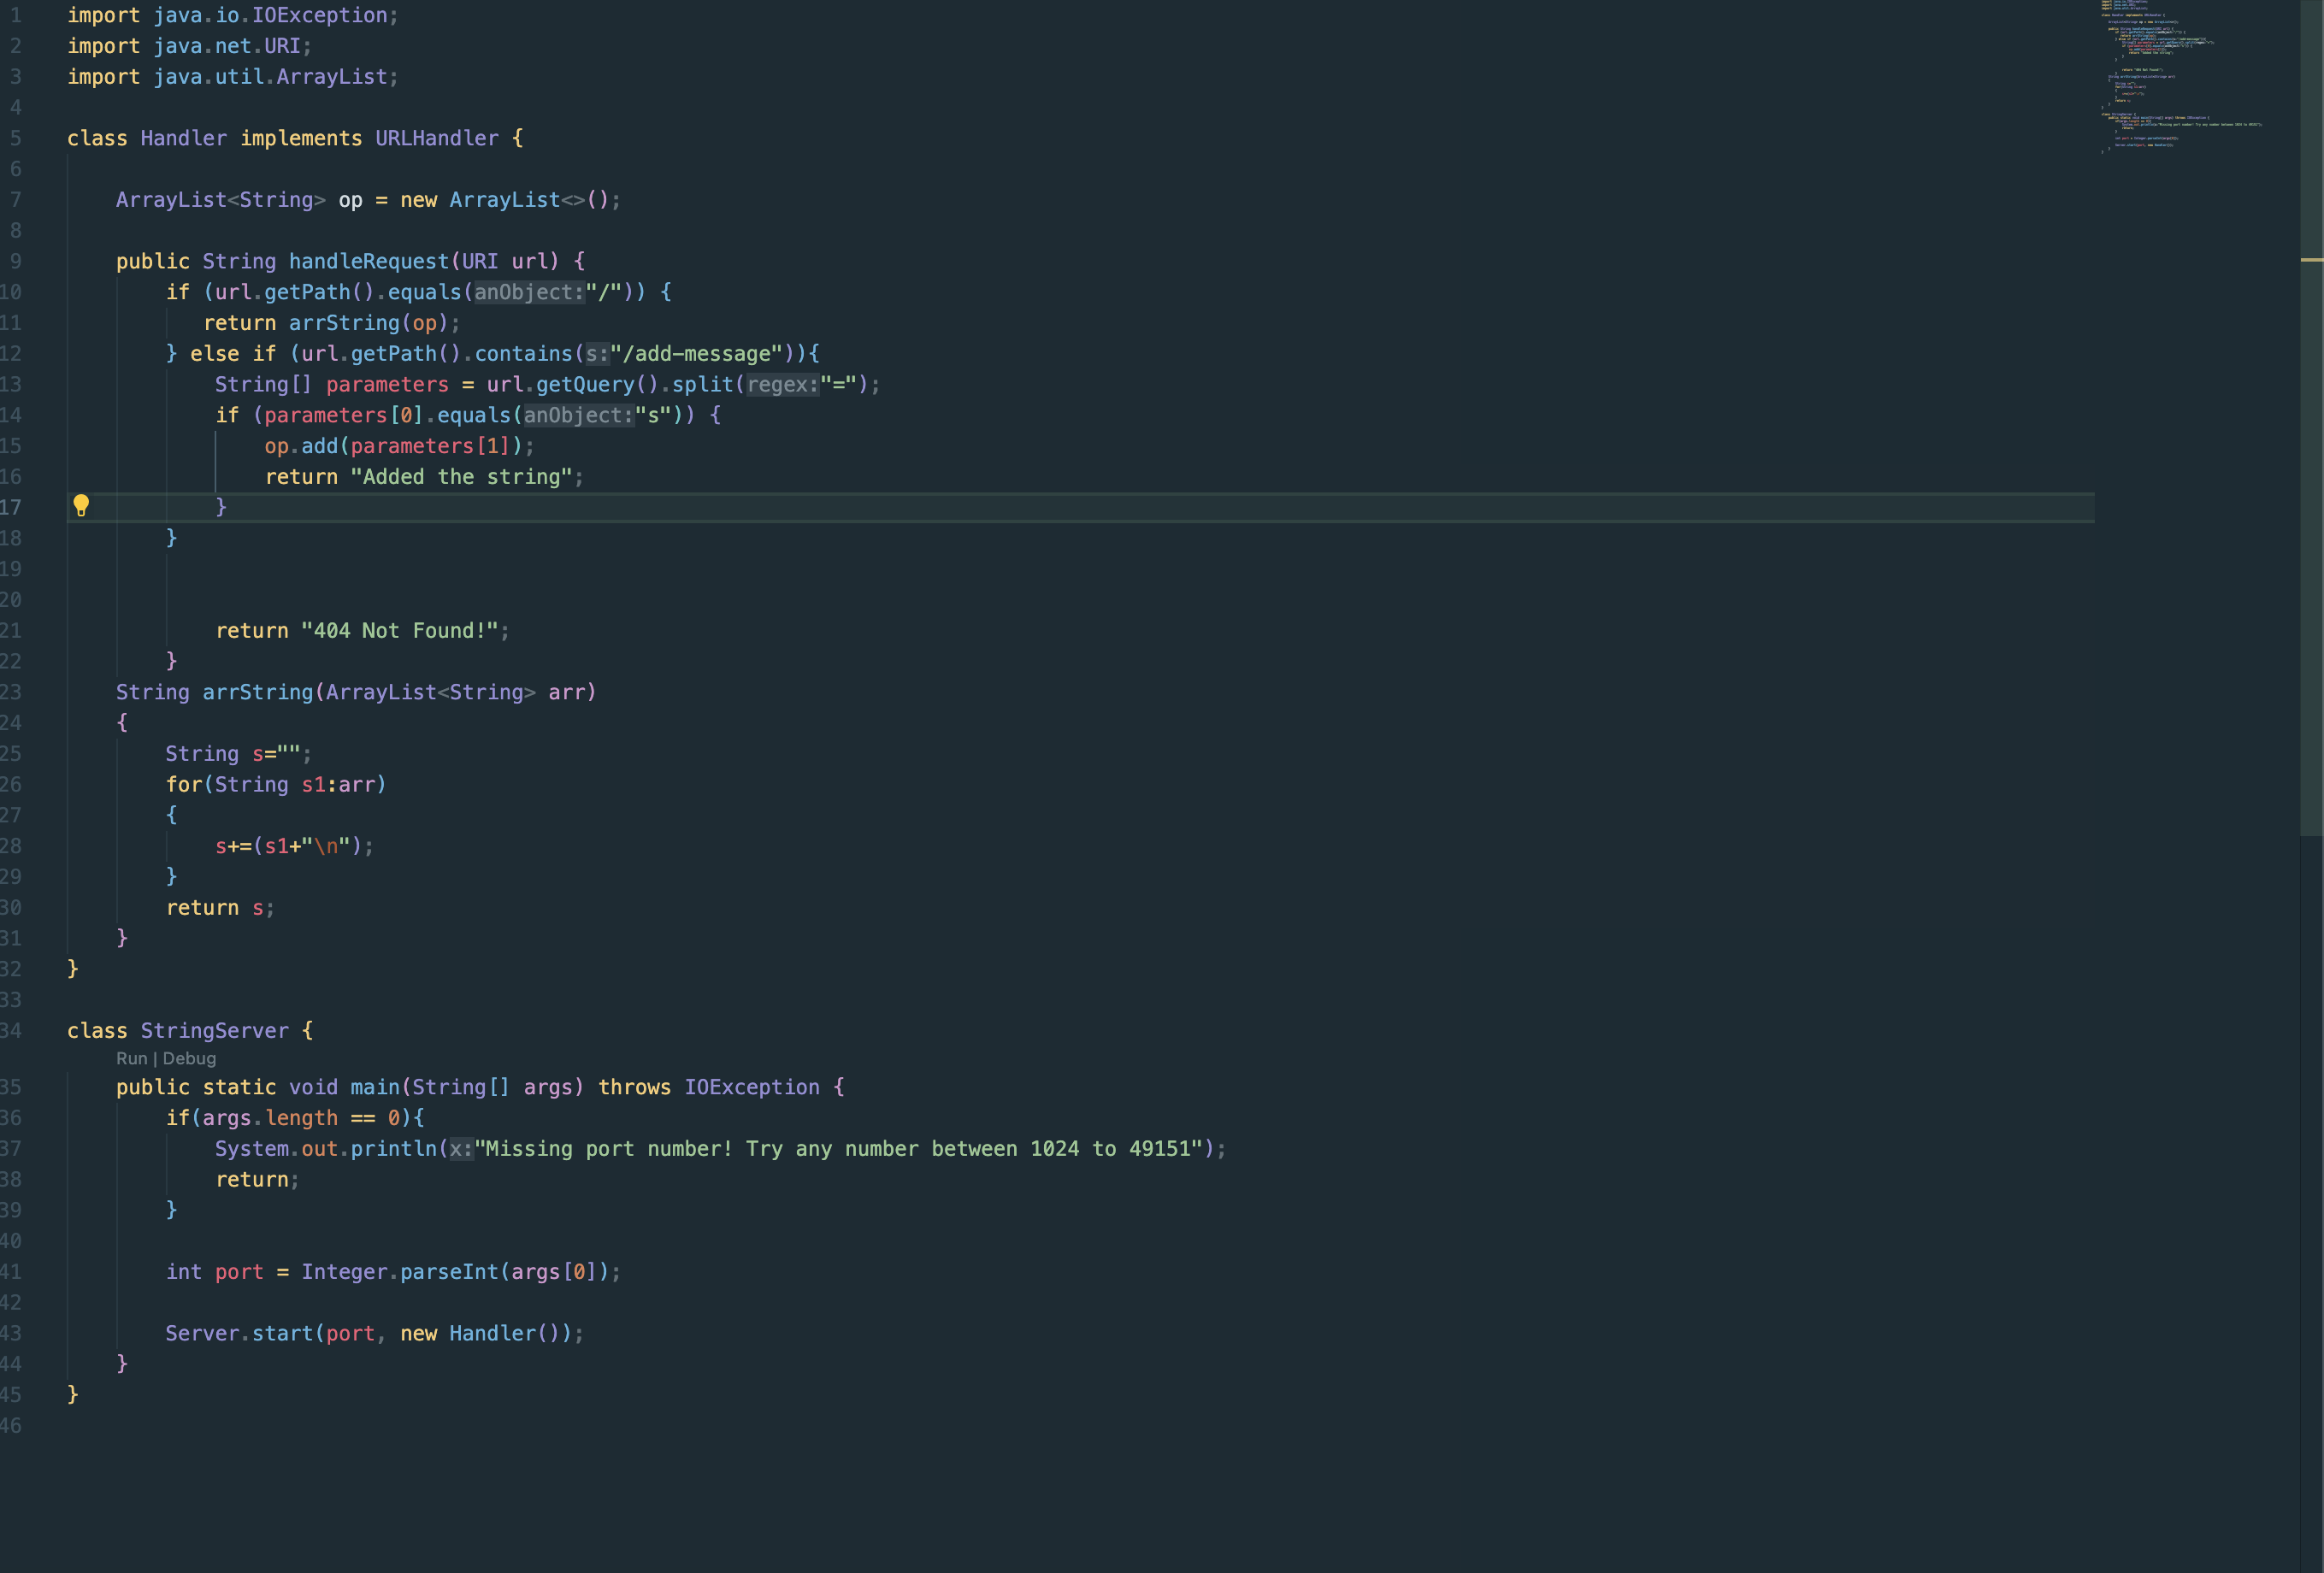 1 import java.io.IOException;
2 import java.net.URI;
3 import java.util.ArrayList;
4
5 class Handler implements URLHandler {
6
7 ArrayList<String> op = new ArrayList<>();
8
9 public String handleRequest(URI url) {
10 if (url.getPath().equals(anObject:"/")) {
11 return arrString(op);
12 } else if (url.getPath().contains(s:"/add-message")){
13 String[] parameters = url.getQuery().split(regex:"=");
14 if (parameters[0].equals(anObject:"s")) {
15 op.add(parameters[1]);
16 return "Added the string";
17 }
18 }
19
20
21 return "404 Not Found!";
22 }
23 String arrString(ArrayList<String> arr)
24 {
25 String s="";
26 for(String s1:arr)
27 {
28 s+=(s1+"\n");
29 }
30 return s;
31 }
32 }
33
34 class StringServer {
Run | Debug
35 public static void main(String[] args) throws IOException {
36 if(args.length == 0){
37 System.out.println(x:"Missing port number! Try any number between 1024 to 49151");
38 return;
39 }
40
41 int port = Integer.parseInt(args[0]);
42
43 Server.start(port, new Handler());
44 }
45 }
46